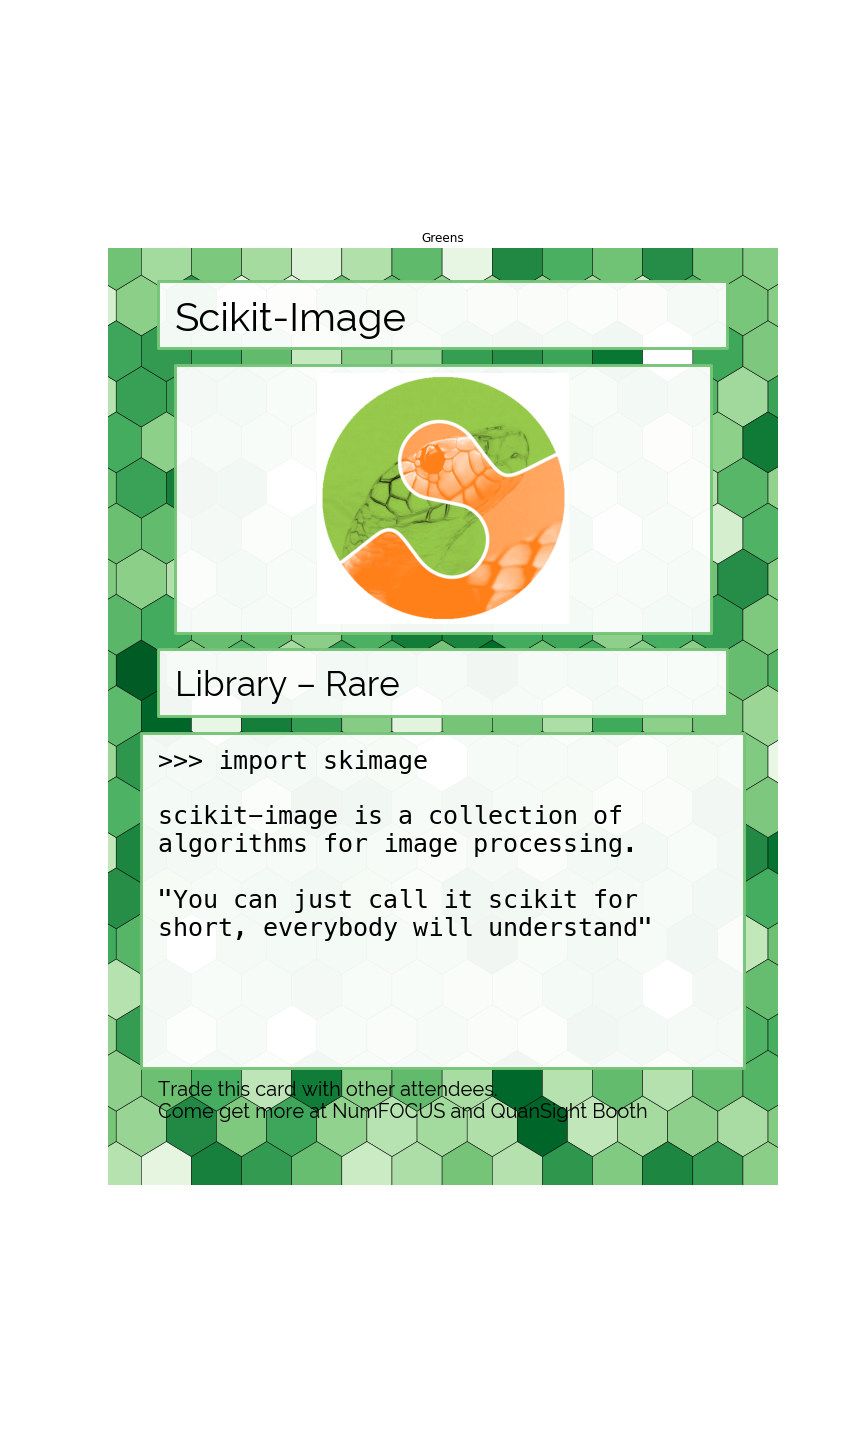 Greens
Scikit-Image
Library – Rare
>>> import skimage
scikit−image is a collection of
algorithms for image processing.
"You can just call it scikit for
short, everybody will understand"
Trade this card with other attendees.
Come get more at NumFOCUS and QuanSight Booth